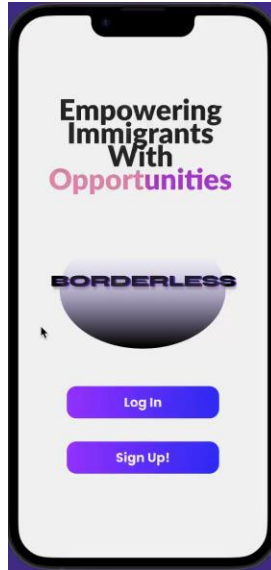 Empowering
Immigrants
With
Opportunities
BORDERLESS
Log In
Sign Up!